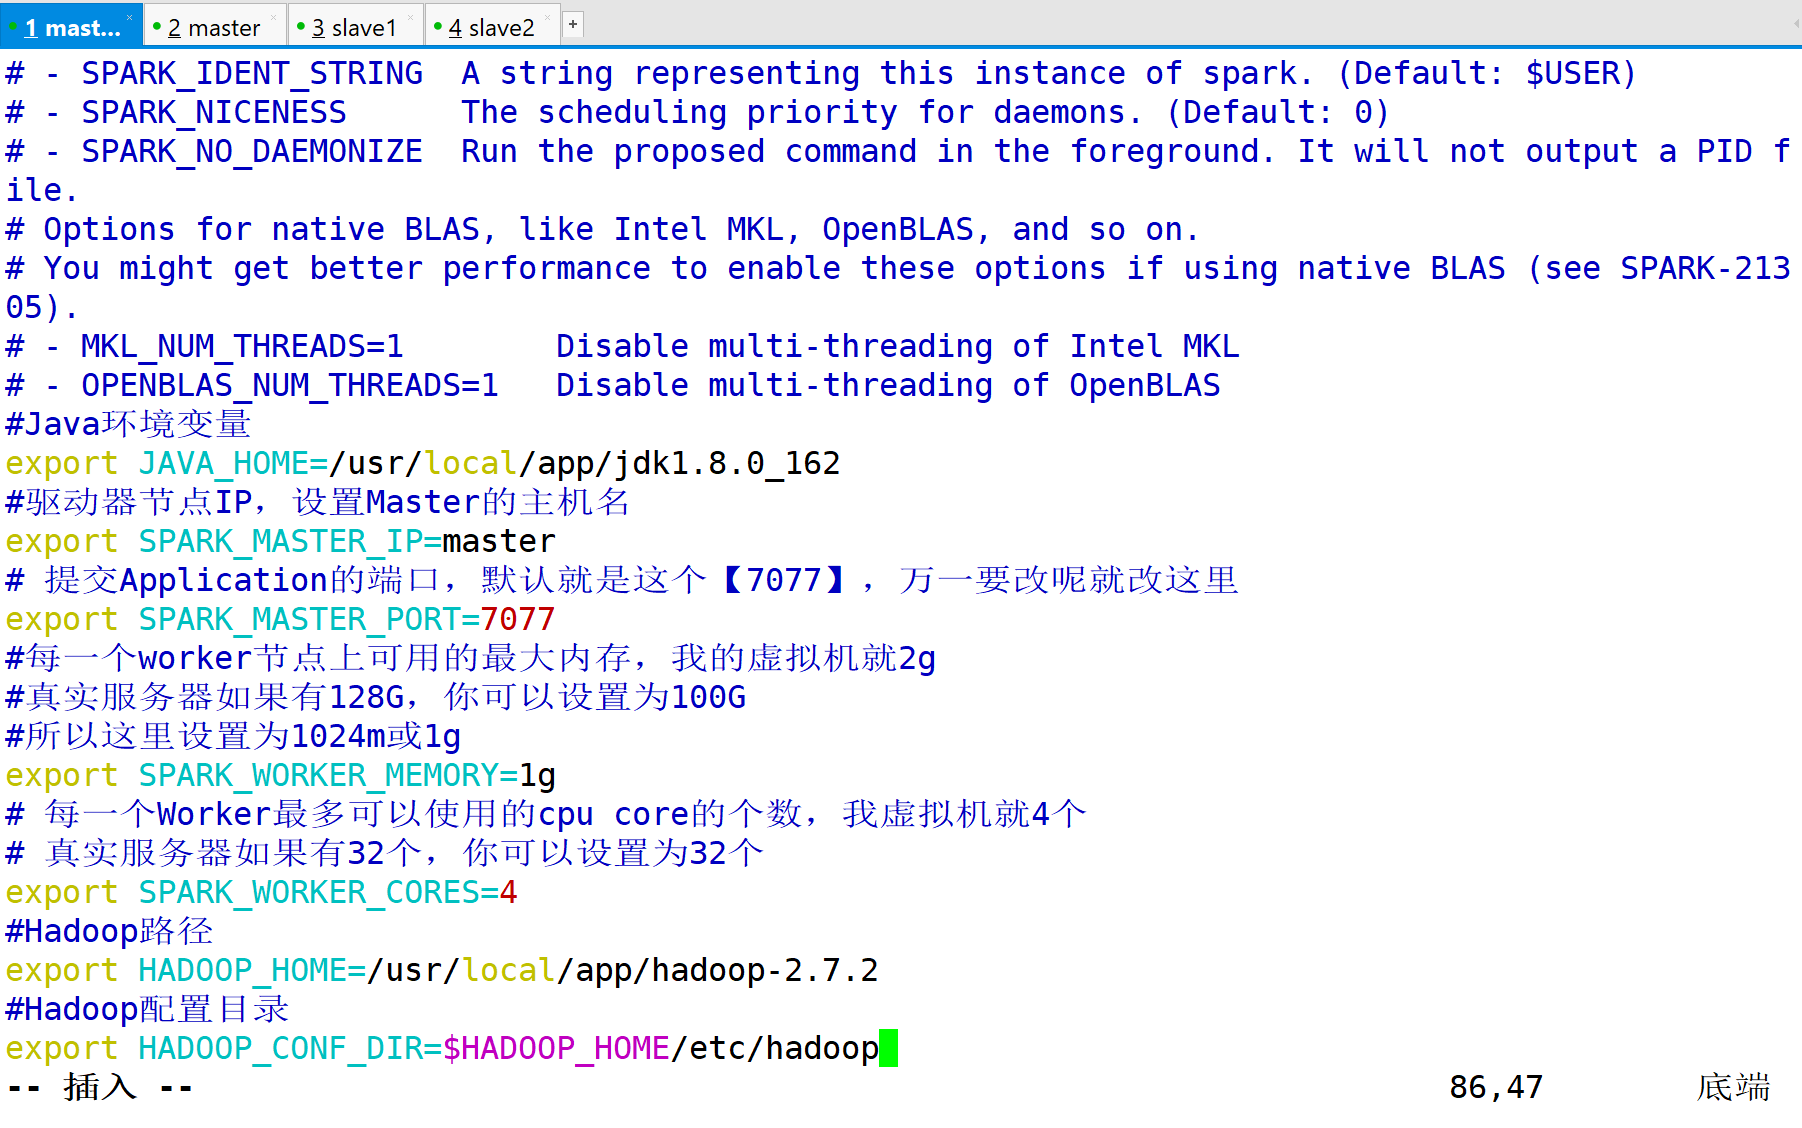 1 mast... 2 master 3 slave1 4 slave2 +
# - SPARK_IDENT_STRING  A string representing this instance of spark. (Default: $USER)
# - SPARK_NICENESS      The scheduling priority for daemons. (Default: 0)
# - SPARK_NO_DAEMONIZE  Run the proposed command in the foreground. It will not output a PID f
ile.
# Options for native BLAS, like Intel MKL, OpenBLAS, and so on.
# You might get better performance to enable these options if using native BLAS (see SPARK-213
05).
# - MKL_NUM_THREADS=1        Disable multi-threading of Intel MKL
# - OPENBLAS_NUM_THREADS=1   Disable multi-threading of OpenBLAS
#Java环境变量
export JAVA_HOME=/usr/local/app/jdk1.8.0_162
#驱动器节点IP，设置Master的主机名
export SPARK_MASTER_IP=master
# 提交Application的端口，默认就是这个【7077】，万一要改呢就改这里
export SPARK_MASTER_PORT=7077
#每一个worker节点上可用的最大内存，我的虚拟机就2g
#真实服务器如果有128G，你可以设置为100G
#所以这里设置为1024m或1g
export SPARK_WORKER_MEMORY=1g
# 每一个Worker最多可以使用的cpu core的个数，我虚拟机就4个
# 真实服务器如果有32个，你可以设置为32个
export SPARK_WORKER_CORES=4
#Hadoop路径
export HADOOP_HOME=/usr/local/app/hadoop-2.7.2
#Hadoop配置目录
export HADOOP_CONF_DIR=$HADOOP_HOME/etc/hadoop
-- 插入 -- 86,47 底端